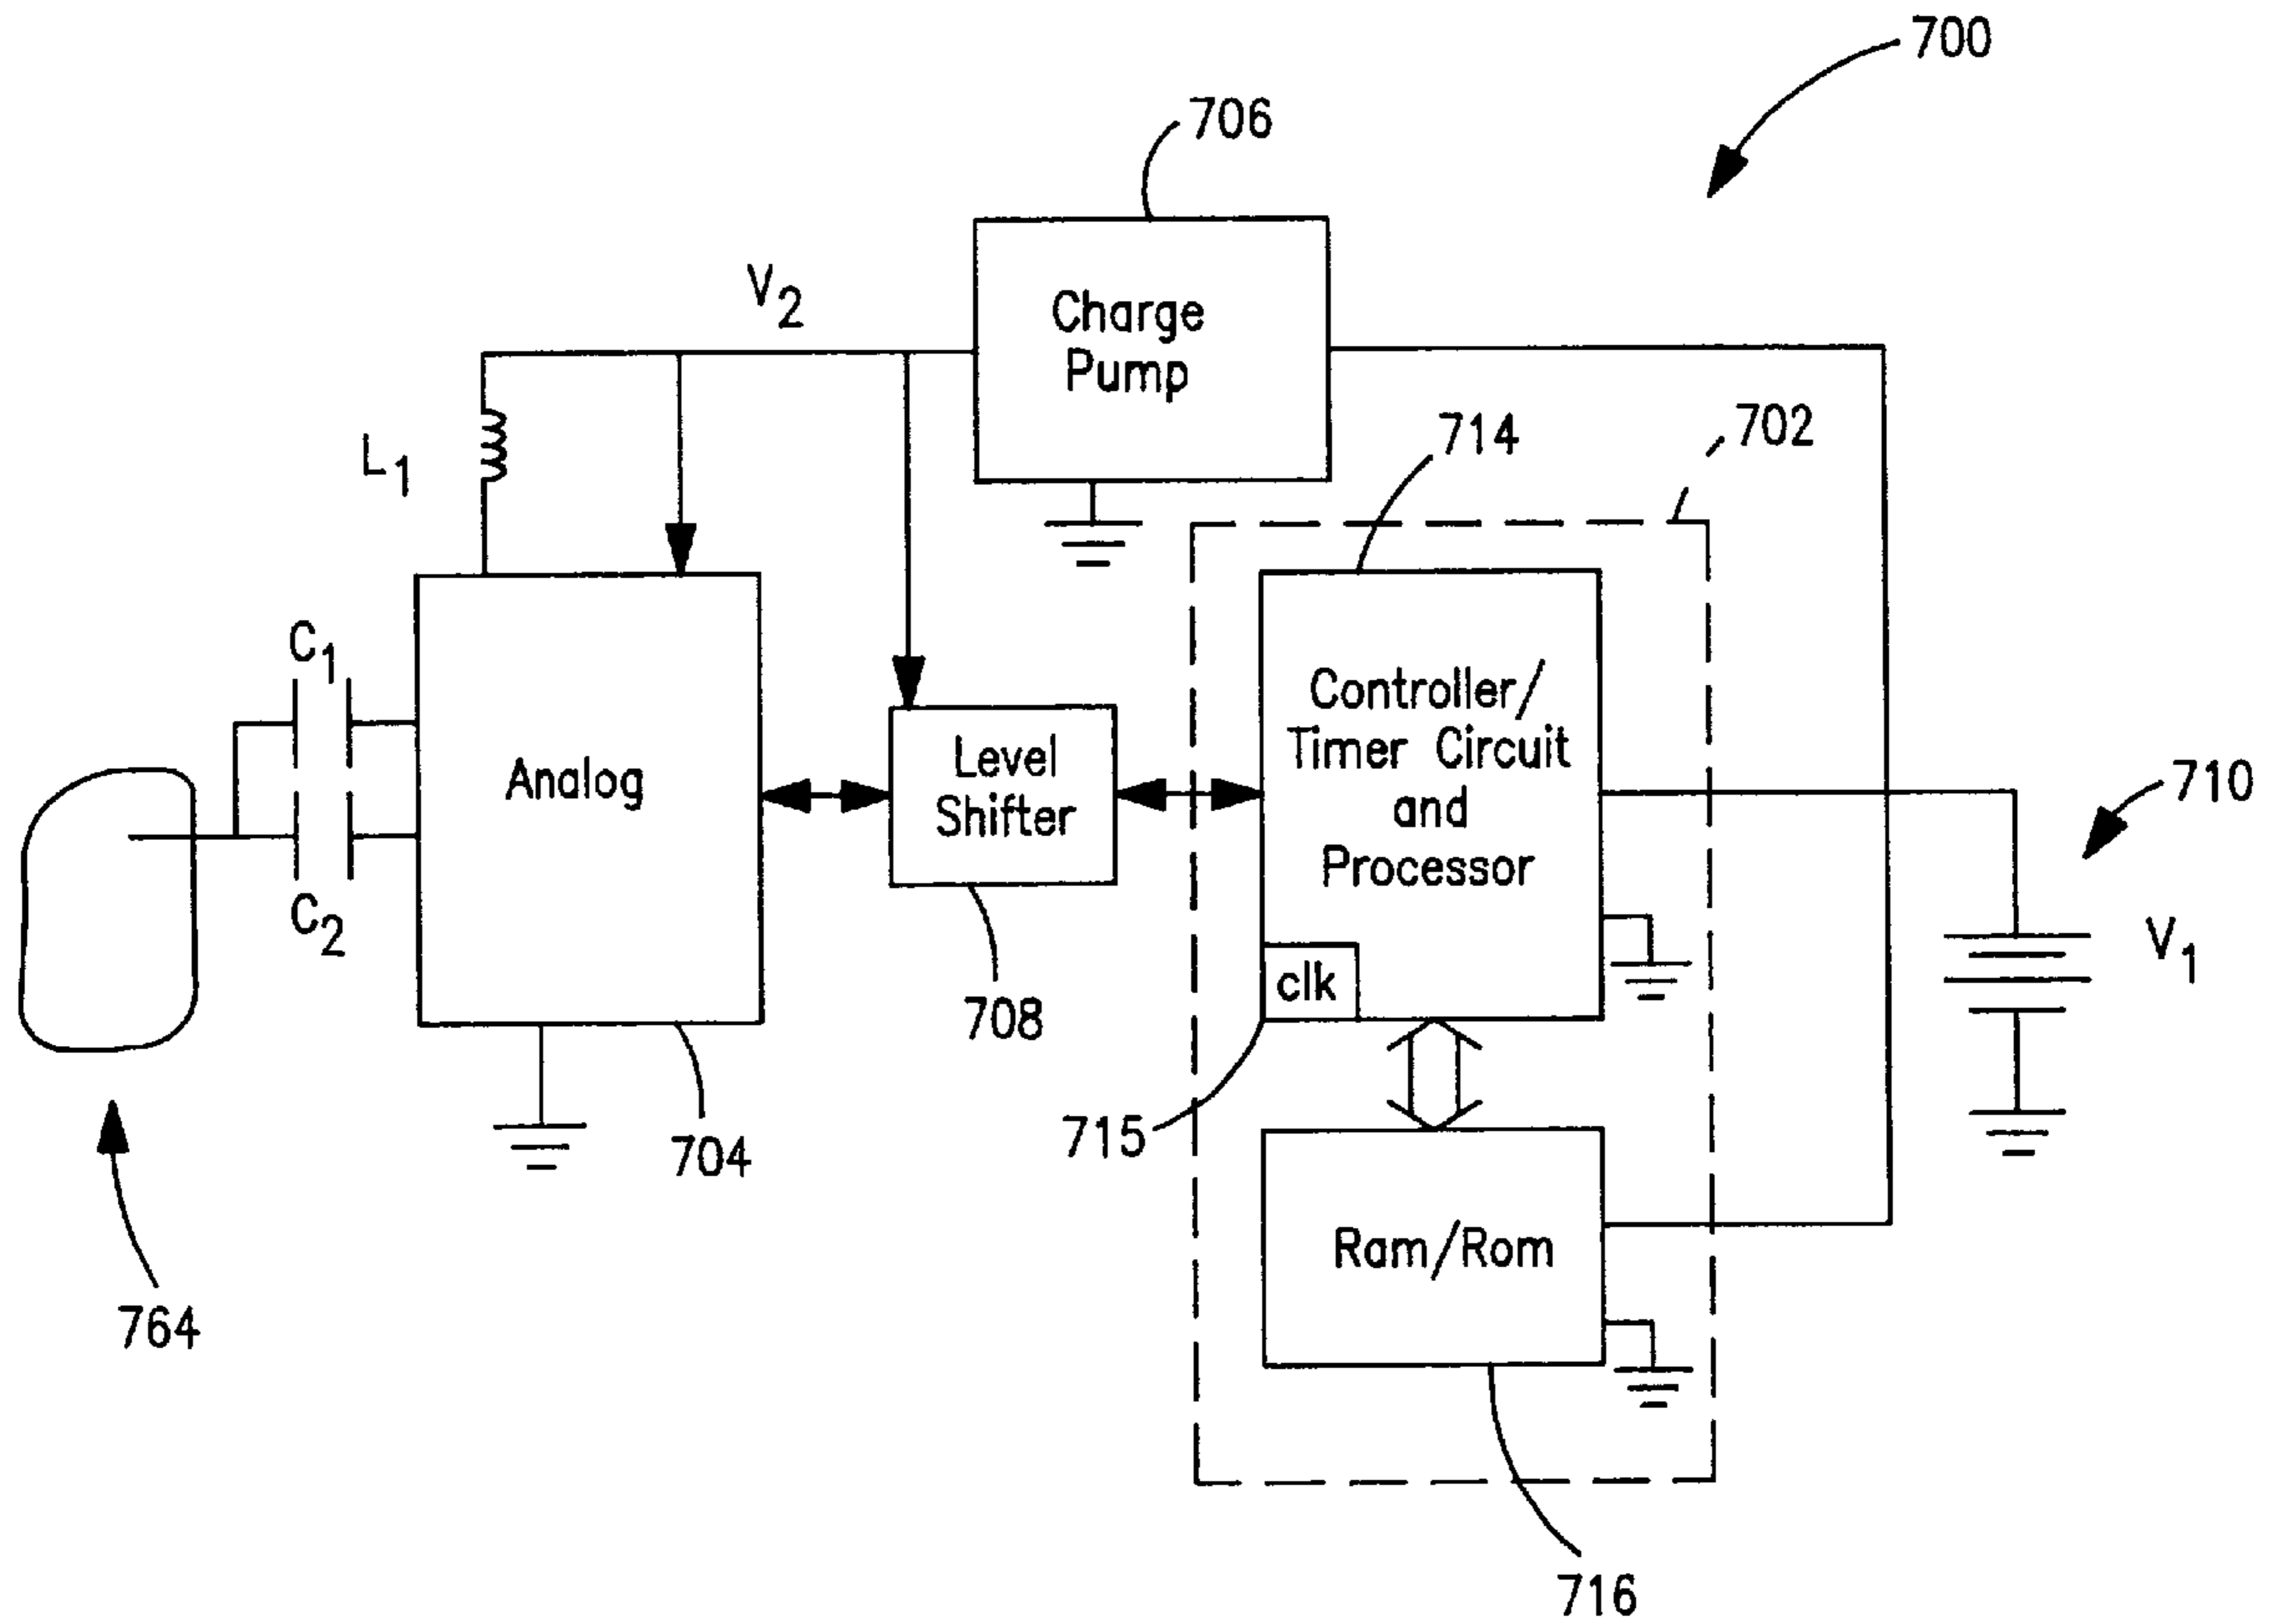 700
706
V2
Charge
Pump
702
714
L1
C1
Controller/
Timer Circuit
and
Processor
Level
Shifter
Analog
710
C2
V1
clk
708
715
704
Ram/Rom
764
716